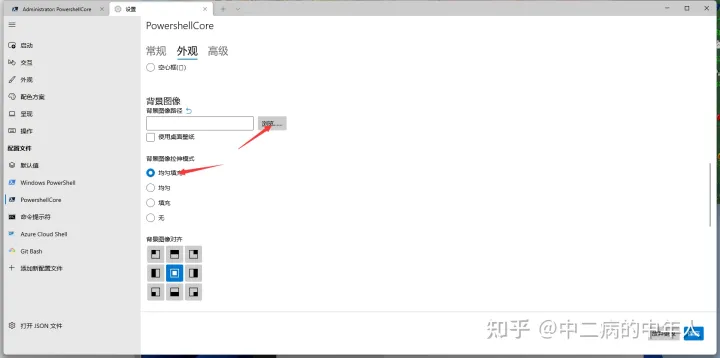 Administrator: PowershellCore
设置
PowershellCore
启动
常规 外观 高级
交互
空心框(▯)
外观
配色方案
背景图像
呈现
背景图像路径
操作
浏览...
使用桌面壁纸
配置文件
背景图像拉伸模式
默认值
均匀填充
Windows PowerShell
均匀
PowershellCore
填充
命令提示符
无
Azure Cloud Shell
背景图像对齐
Git Bash
添加新配置文件
打开 JSON 文件
知乎 @中二病的中年人